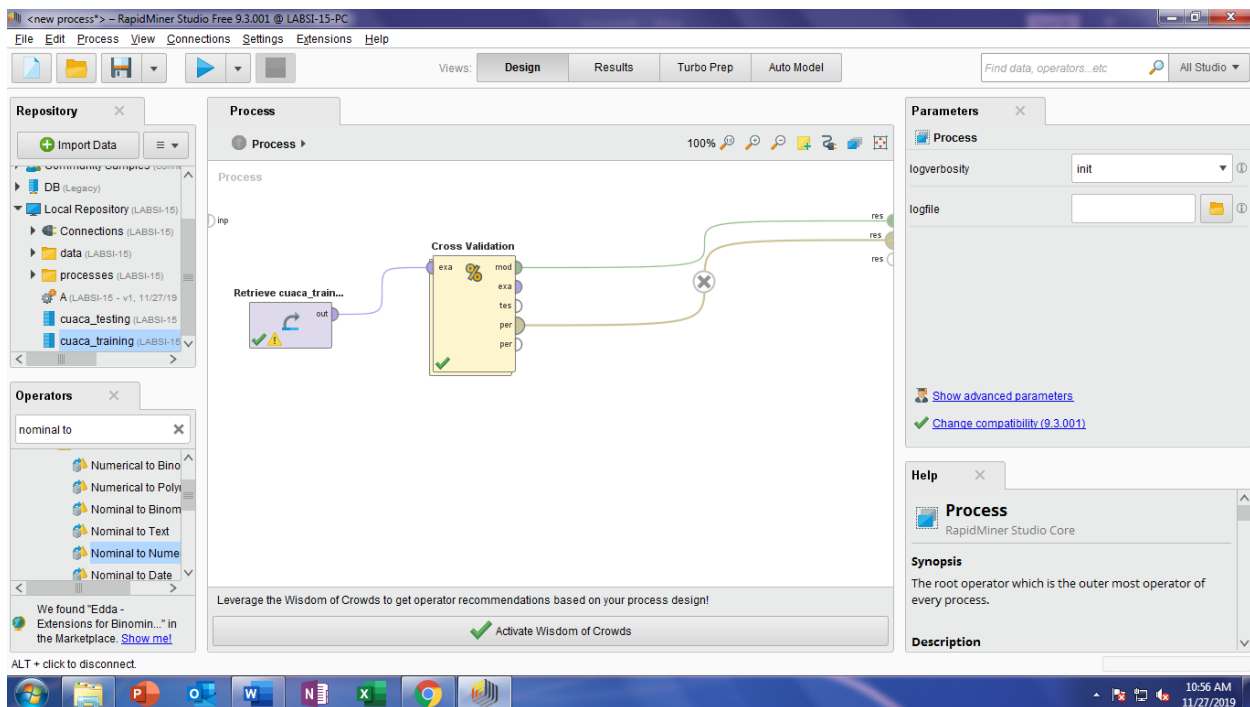 <new process*> – RapidMiner Studio Free 9.3.001 @ LABSI-15-PC
File Edit Process View Connections Settings Extensions Help
Views: Design Results Turbo Prep Auto Model
Find data, operators...etc
All Studio
Repository
Import Data
DB (Legacy)
Local Repository (LABSI-15)
Connections (LABSI-15)
data (LABSI-15)
processes (LABSI-15)
A (LABSI-15 - v1, 11/27/19
cuaca_testing (LABSI-15
cuaca_training (LABSI-15
Operators
nominal to
Numerical to Bino
Numerical to Poly
Nominal to Binom
Nominal to Text
Nominal to Nume
Nominal to Date
We found "Edda -
Extensions for Binomin..." in
the Marketplace. Show me!
Process
Process
100%
Process
inp
Retrieve cuaca_train...
out
Cross Validation
exa
mod
exa
tes
per
per
res
res
res
Leverage the Wisdom of Crowds to get operator recommendations based on your process design!
Activate Wisdom of Crowds
Parameters
Process
logverbosity
init
logfile
Show advanced parameters
Change compatibility (9.3.001)
Help
Process
RapidMiner Studio Core
Synopsis
The root operator which is the outer most operator of
every process.
Description
ALT + click to disconnect.
10:56 AM
11/27/2019